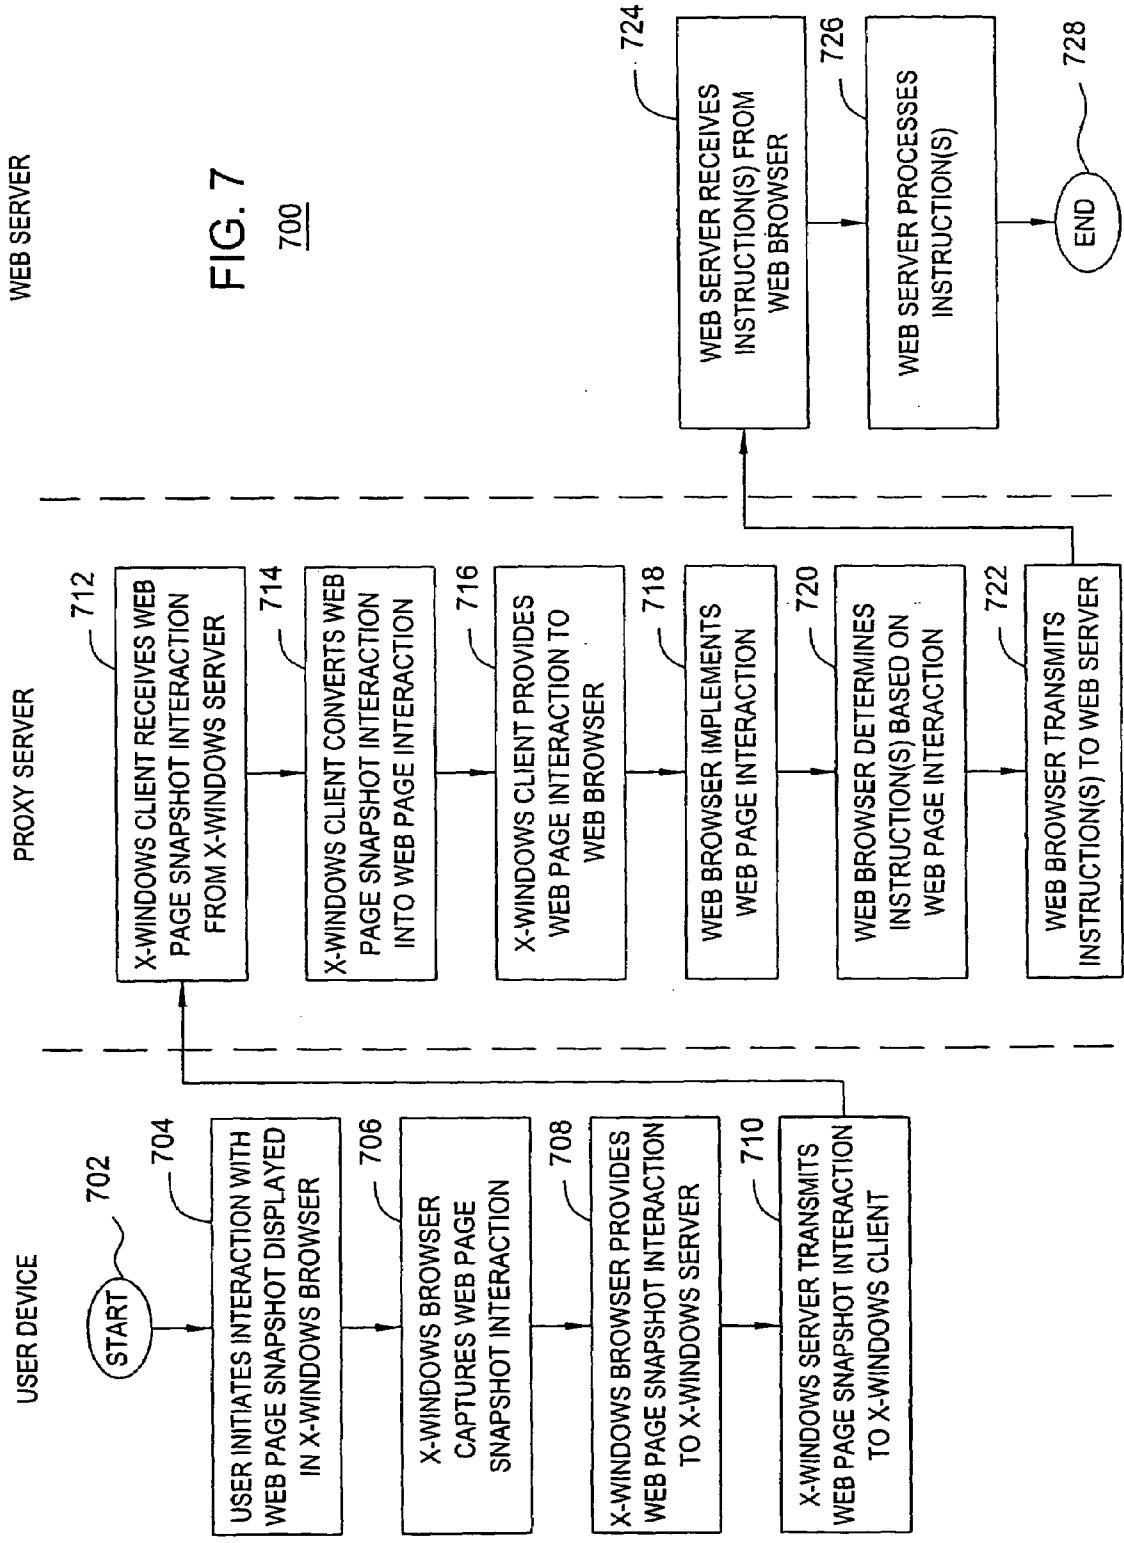 USER DEVICE
PROXY SERVER
WEB SERVER
FIG. 7
700
START
702
704
USER INITIATES INTERACTION WITH
WEB PAGE SNAPSHOT DISPLAYED
IN X-WINDOWS BROWSER
706
X-WINDOWS BROWSER
CAPTURES WEB PAGE
SNAPSHOT INTERACTION
708
X-WINDOWS BROWSER PROVIDES
WEB PAGE SNAPSHOT INTERACTION
TO X-WINDOWS SERVER
710
X-WINDOWS SERVER TRANSMITS
WEB PAGE SNAPSHOT INTERACTION
TO X-WINDOWS CLIENT
712
X-WINDOWS CLIENT RECEIVES WEB
PAGE SNAPSHOT INTERACTION
FROM X-WINDOWS SERVER
714
X-WINDOWS CLIENT CONVERTS WEB
PAGE SNAPSHOT INTERACTION
INTO WEB PAGE INTERACTION
716
X-WINDOWS CLIENT PROVIDES
WEB PAGE INTERACTION TO
WEB BROWSER
718
WEB BROWSER IMPLEMENTS
WEB PAGE INTERACTION
720
WEB BROWSER DETERMINES
INSTRUCTION(S) BASED ON
WEB PAGE INTERACTION
722
WEB BROWSER TRANSMITS
INSTRUCTION(S) TO WEB SERVER
724
WEB SERVER RECEIVES
INSTRUCTION(S) FROM
WEB BROWSER
726
WEB SERVER PROCESSES
INSTRUCTION(S)
728
END